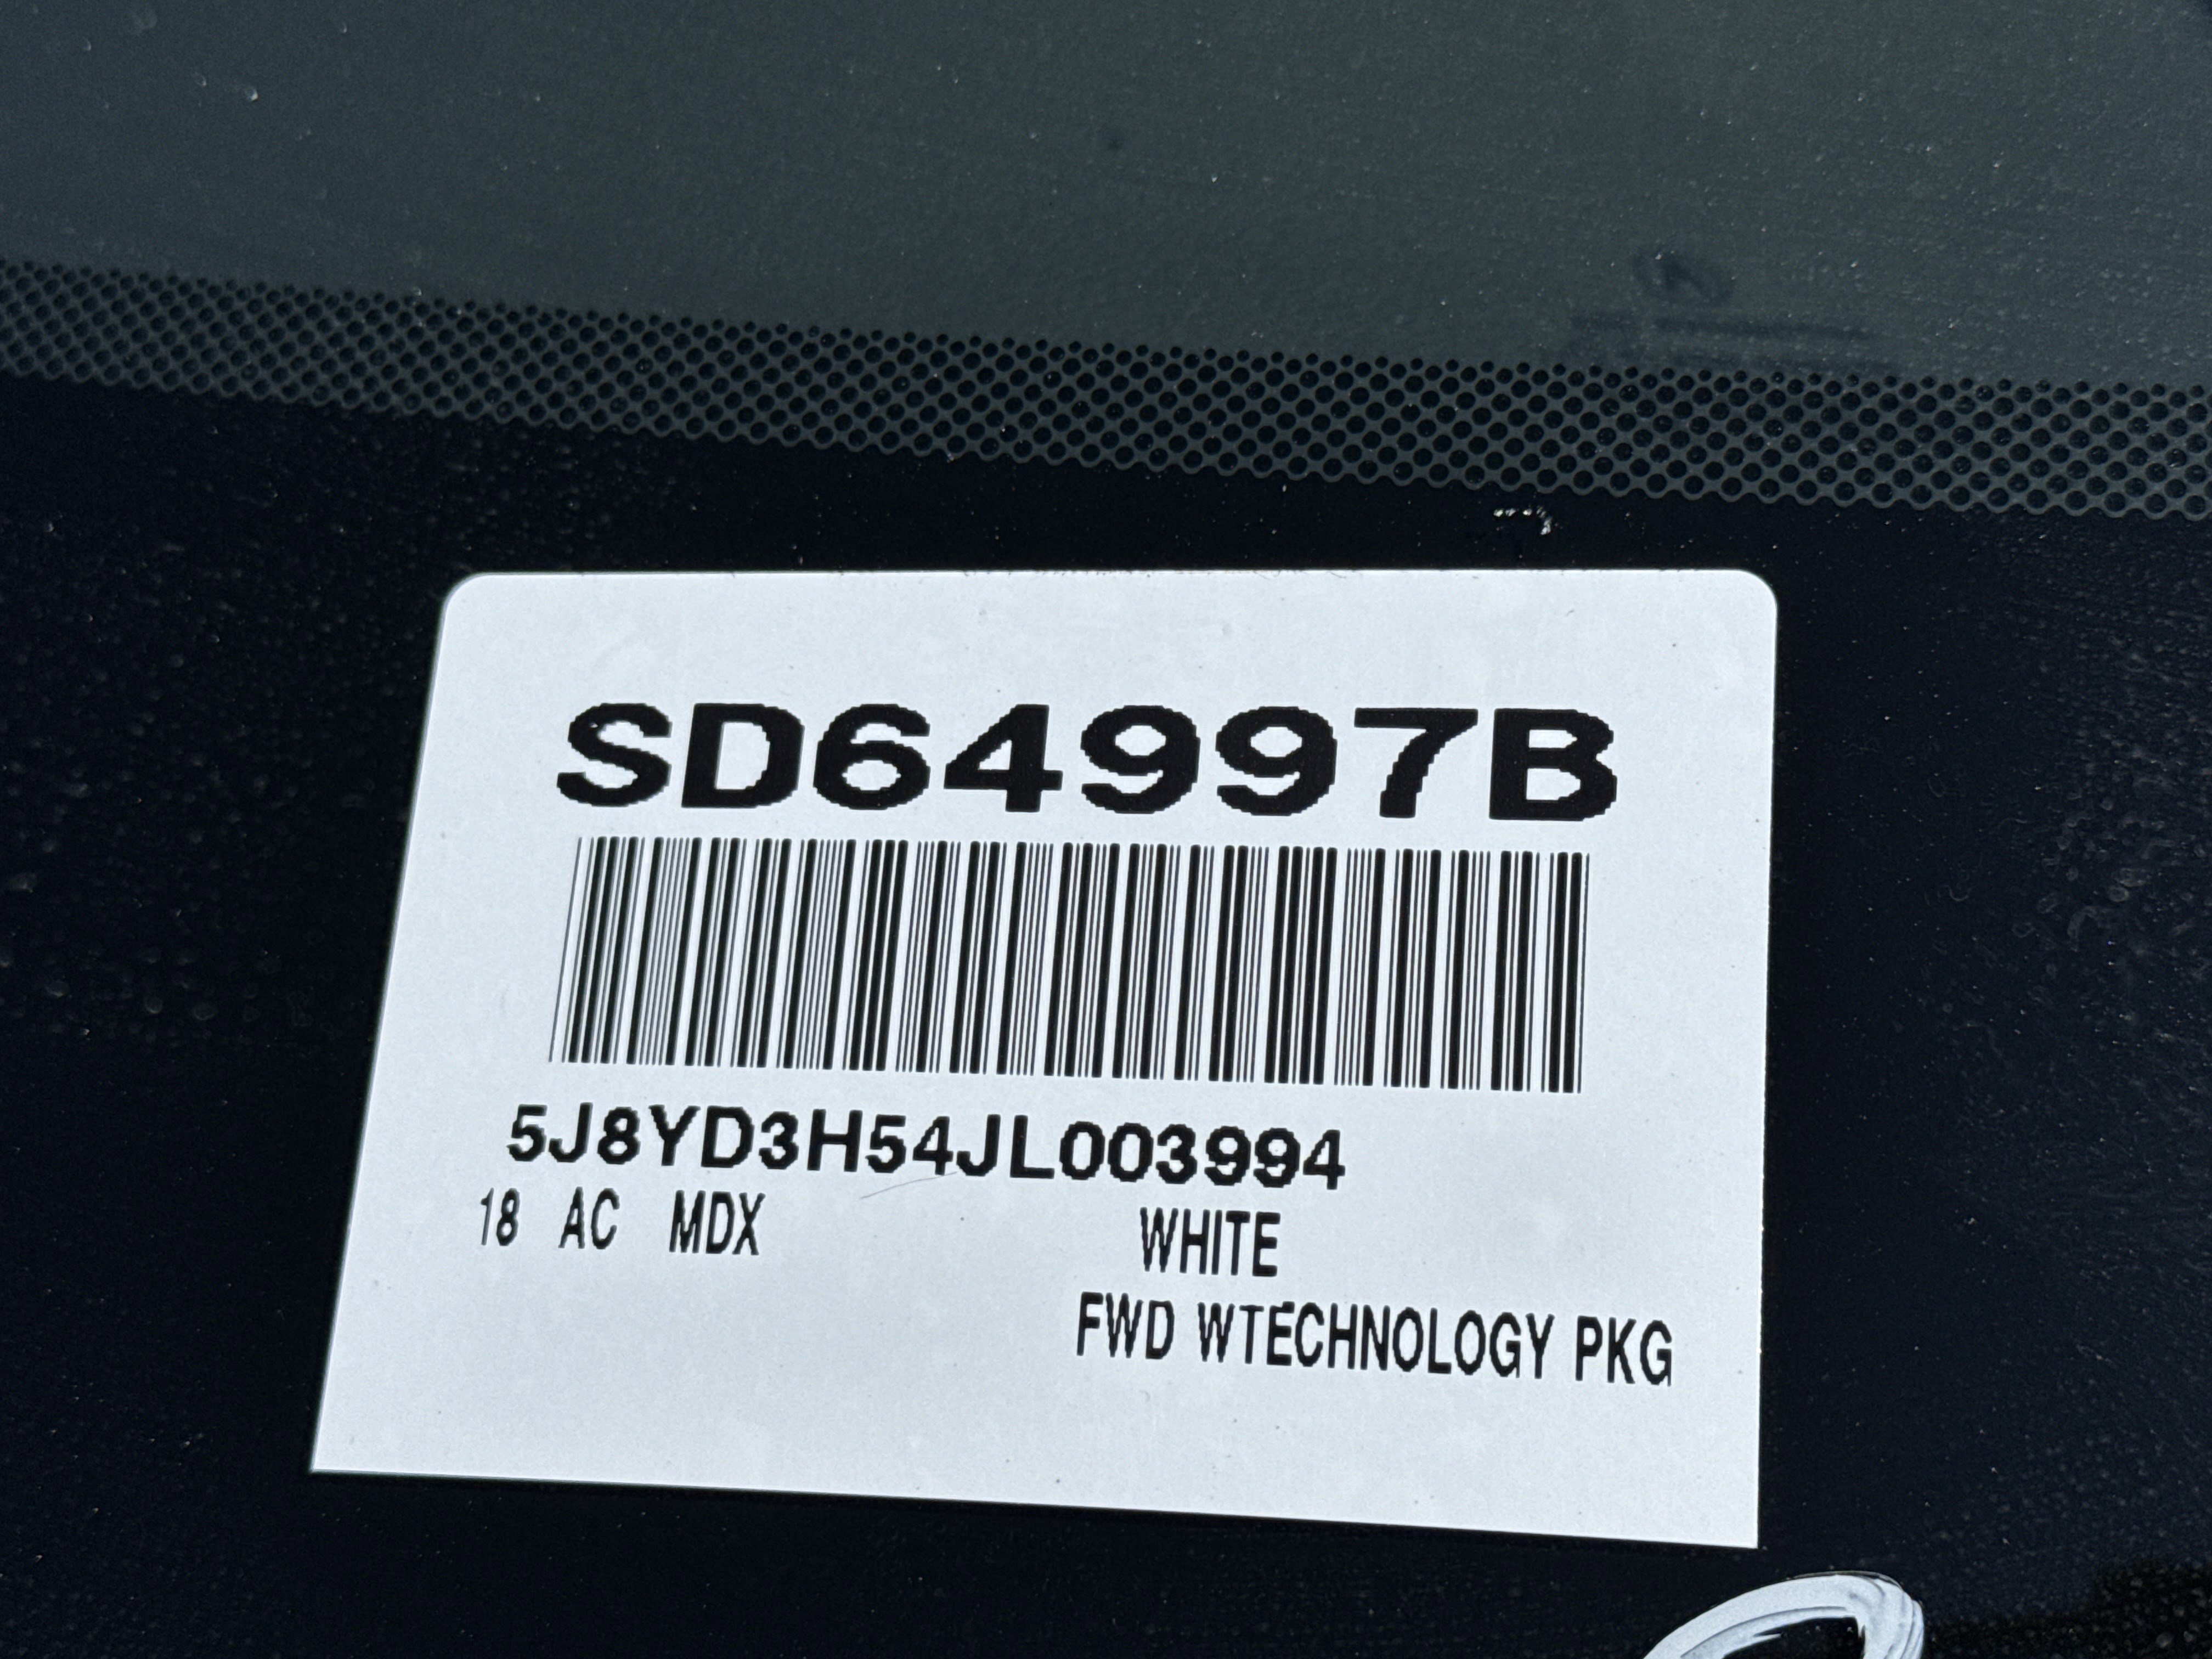 SD64997B
5J8YD3H54JL003994
18 AC MDX WHITE
FWD WTECHNOLOGY PKG